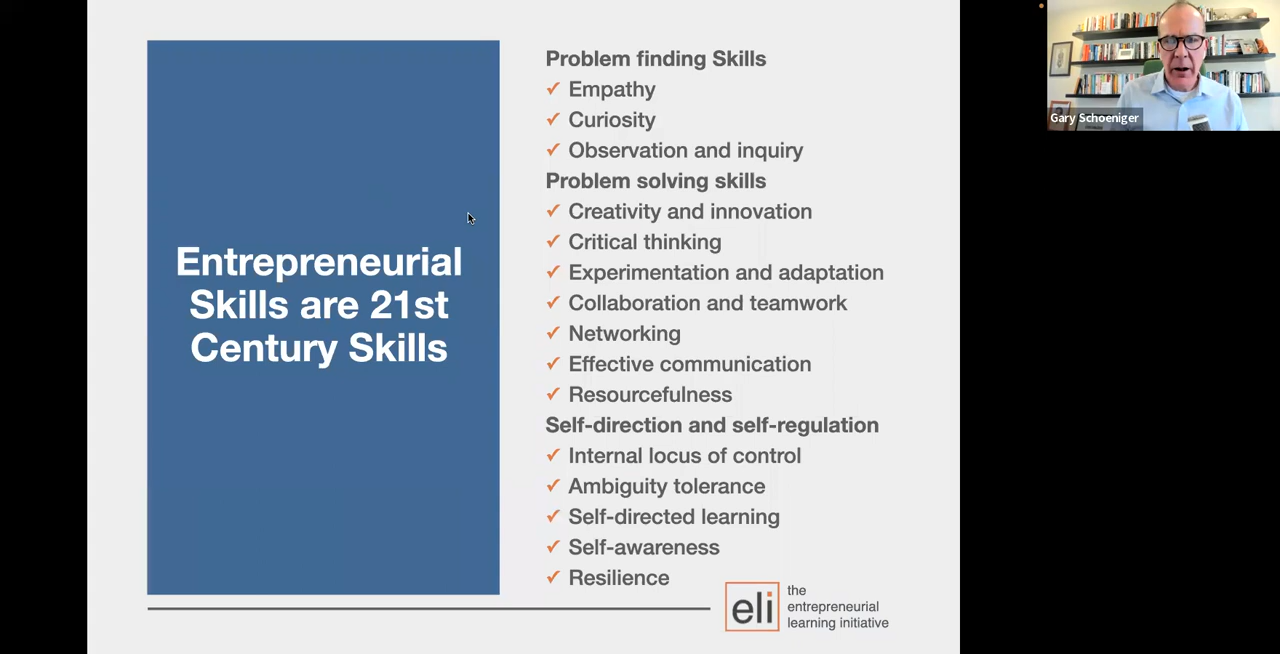 Entrepreneurial
Skills are 21st
Century Skills
Problem finding Skills
✓ Empathy
✓ Curiosity
✓ Observation and inquiry
Problem solving skills
✓ Creativity and innovation
✓ Critical thinking
✓ Experimentation and adaptation
✓ Collaboration and teamwork
✓ Networking
✓ Effective communication
✓ Resourcefulness
Self-direction and self-regulation
✓ Internal locus of control
✓ Ambiguity tolerance
✓ Self-directed learning
✓ Self-awareness
✓ Resilience
eli
the
entrepreneurial
learning initiative
Gary Schoeniger